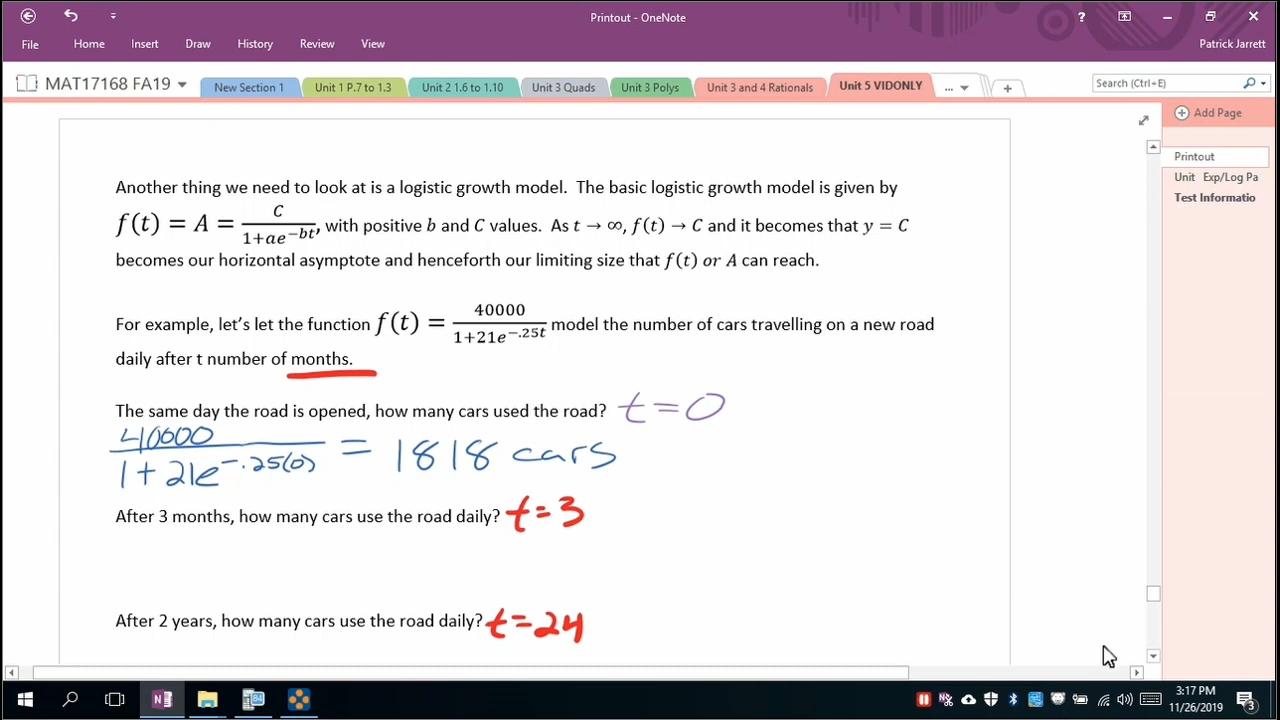 Printout - OneNote
?
File Home Insert Draw History Review View
Patrick Jarrett
MAT17168 FA19
New Section 1
Unit 1 P.7 to 1.3
Unit 2 1.6 to 1.10
Unit 3 Quads
Unit 3 Polys
Unit 3 and 4 Rationals
Unit 5 VIDONLY
...
+
Search (Ctrl+E)
Add Page
Printout
Unit Exp/Log Pa
Test Informatio
Another thing we need to look at is a logistic growth model. The basic logistic growth model is given by
f(t) = A = C/(1+ae^−bt), with positive b and C values. As t → ∞, f(t) → C and it becomes that y = C
becomes our horizontal asymptote and henceforth our limiting size that f(t) or A can reach.
For example, let's let the function f(t) = 40000/(1+21e^−.25t) model the number of cars travelling on a new road
daily after t number of months.
The same day the road is opened, how many cars used the road? t=0
40000/(1+21e^-.25(0)) = 1818 cars
After 3 months, how many cars use the road daily? t=3
After 2 years, how many cars use the road daily? t=24
3:17 PM
11/26/2019
3